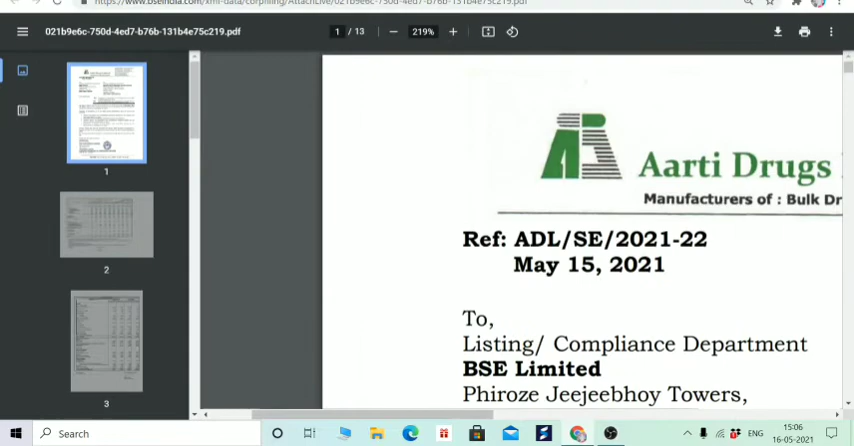 https://www.bseindia.com/xml-data/corpfiling/AttachLive/021b9e6c-750d-4ed7-b76b-131b4e75c219.pdf
021b9e6c-750d-4ed7-b76b-131b4e75c219.pdf
1 / 13
219%
1
2
3
Aarti Drugs
Manufacturers of : Bulk Dr
Ref: ADL/SE/2021-22
May 15, 2021
To,
Listing/ Compliance Department
BSE Limited
Phiroze Jeejeebhoy Towers,
Search
ENG
15:06
16-05-2021